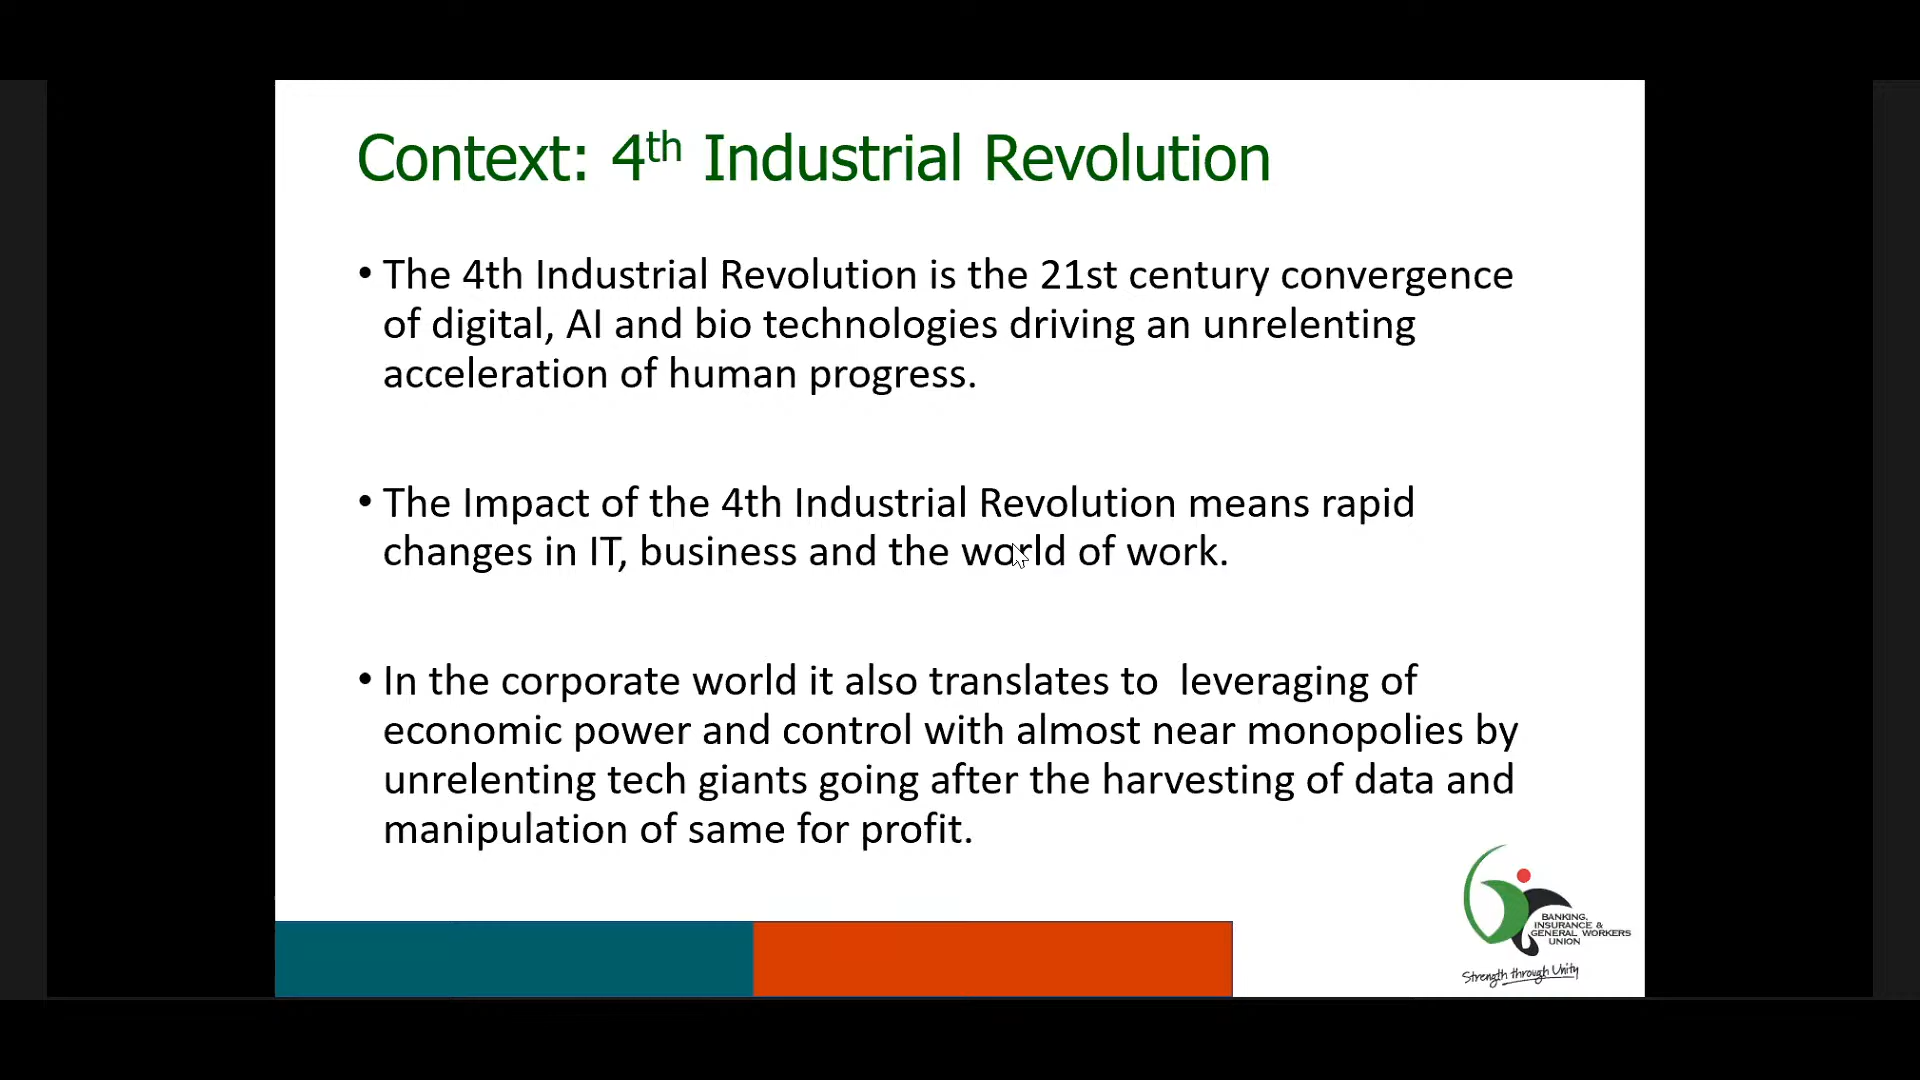 Context: 4th Industrial Revolution
• The 4th Industrial Revolution is the 21st century convergence
of digital, AI and bio technologies driving an unrelenting
acceleration of human progress.
• The Impact of the 4th Industrial Revolution means rapid
changes in IT, business and the world of work.
• In the corporate world it also translates to  leveraging of
economic power and control with almost near monopolies by
unrelenting tech giants going after the harvesting of data and
manipulation of same for profit.
BANKING,
INSURANCE &
GENERAL WORKERS
UNION
Strength through Unity